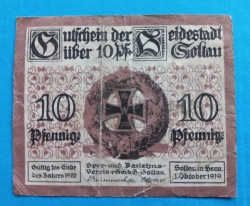 Gutschein der Heidestadt
über 10 Pf. Soltau
10 10
Pfennig Pfennig
Gültig bis Ende
des Jahres 1920
Spar- und Darlehns-
Verein e.GmbH. Soltau.
Soltau in Hann.
1. Oktober 1919